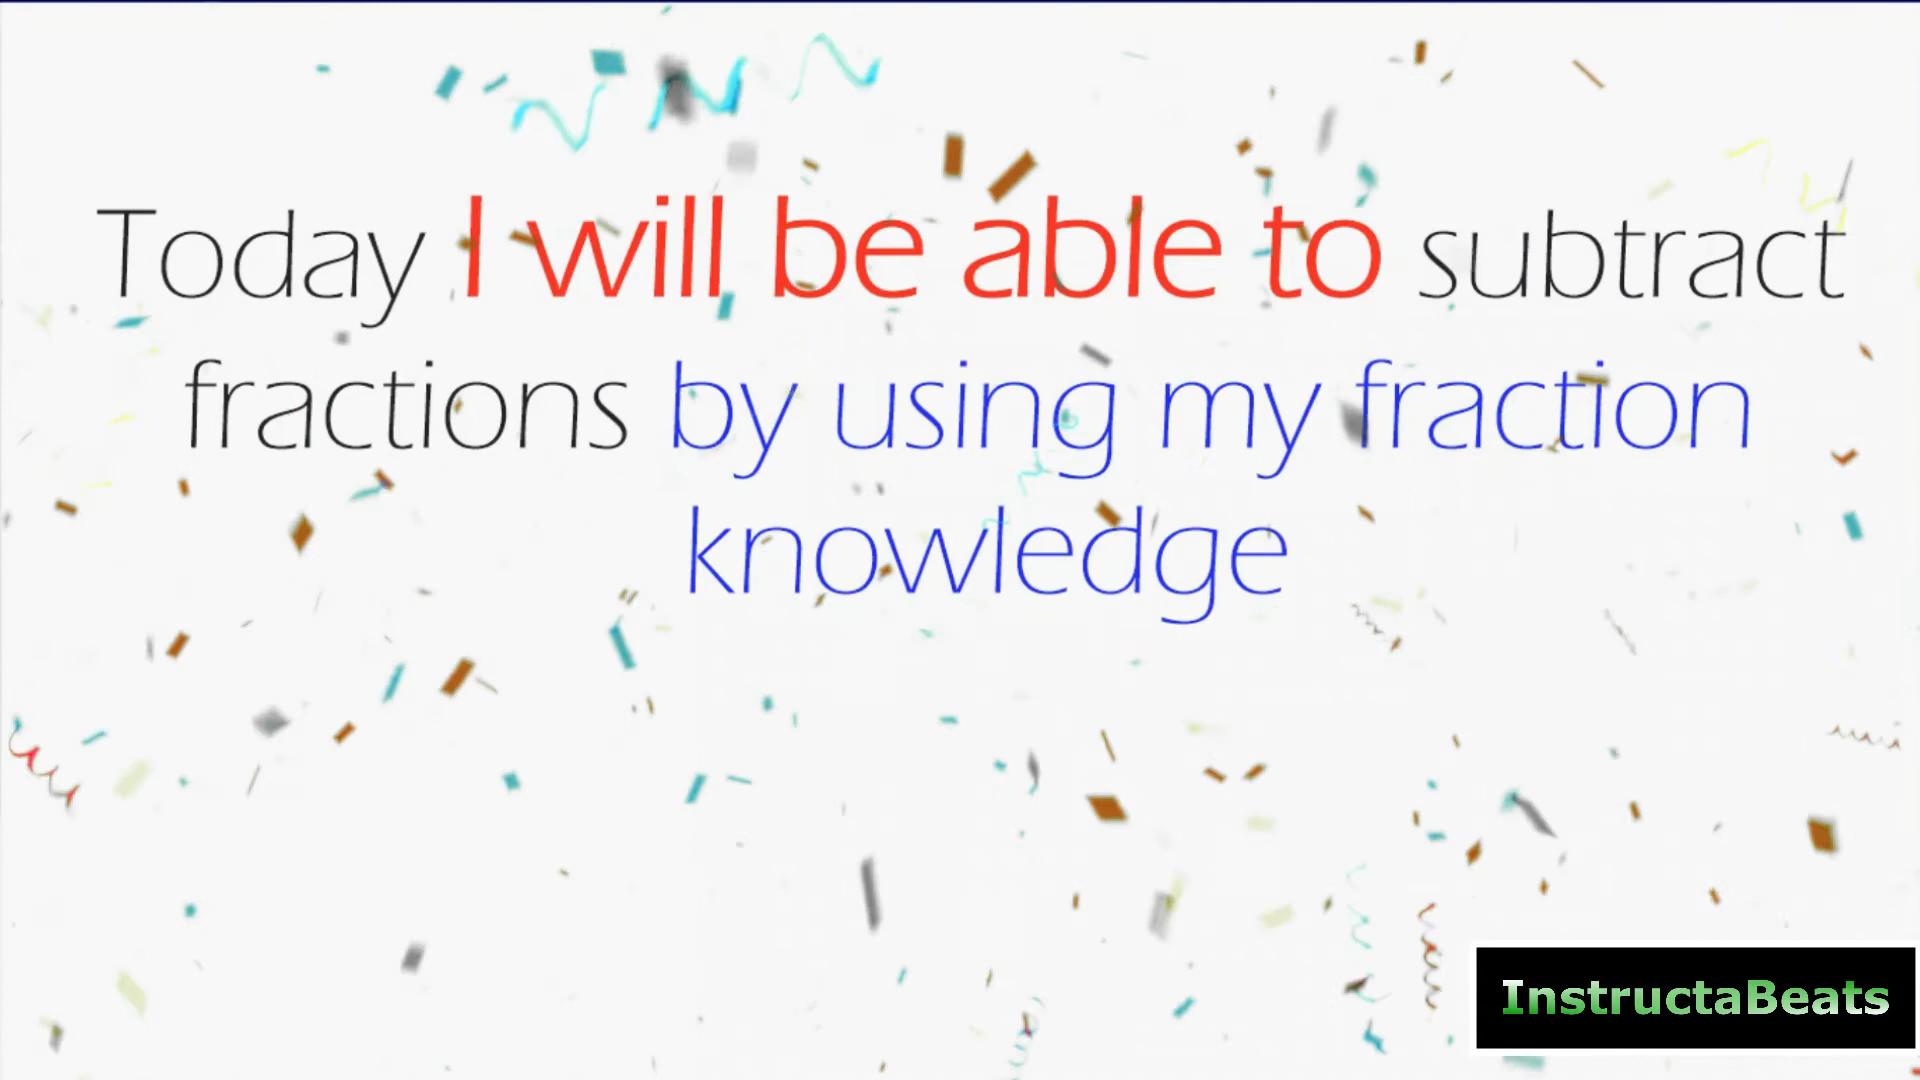 Today I will be able to subtract
fractions by using my fraction
knowledge
InstructaBeats